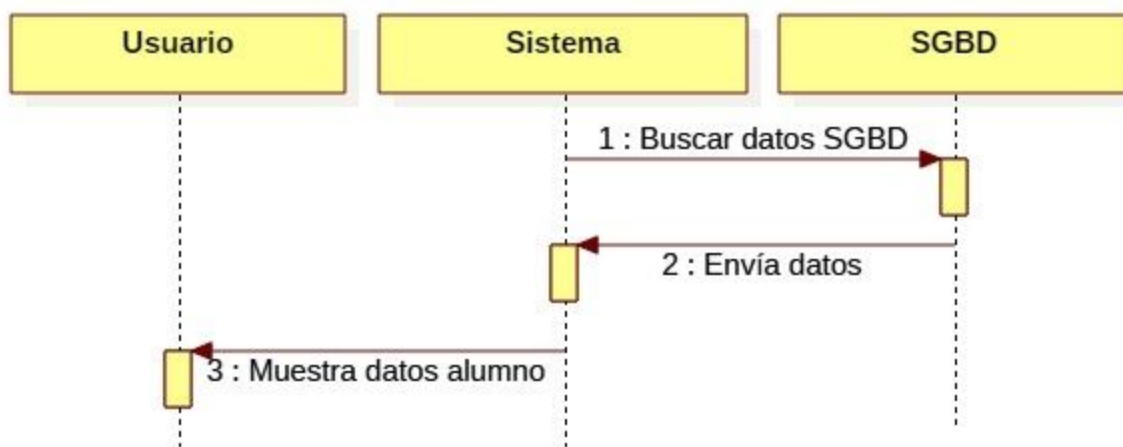 Usuario
Sistema
SGBD
1 : Buscar datos SGBD
2 : Envía datos
3 : Muestra datos alumno